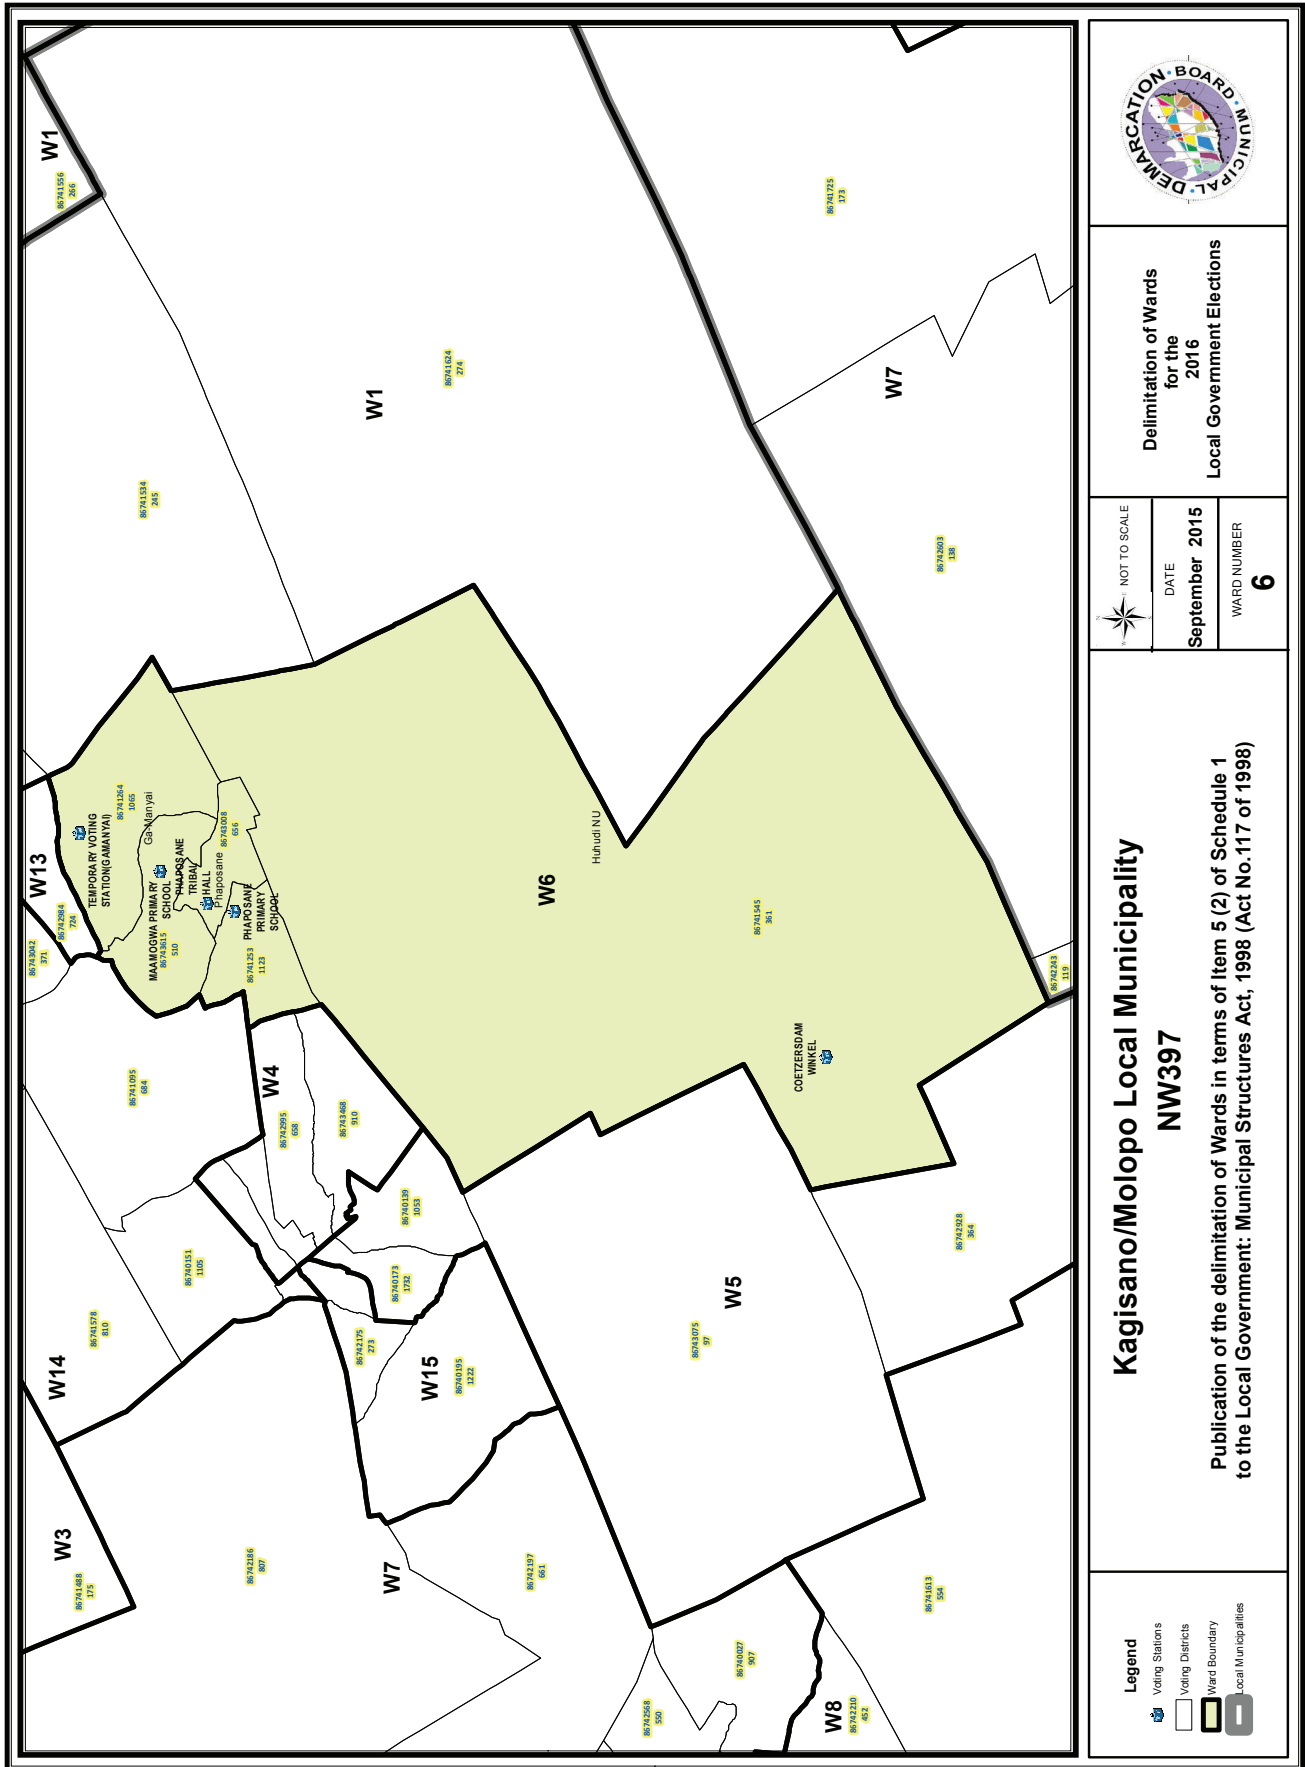 W3
86741488
175
W14
86741578
810
86740151
1105
86741095
684
86743042
371
86742984
724
W13
TEMPORARY VOTING
STATION(GAMANYAI)
86741264
1065
Ga-Manyai
MAAMOGWA PRIMARY
SCHOOL
86743615
510
PHAPOSANE
TRIBAL
HALL
Phaposane
86743008
656
PHAPOSANE
PRIMARY
SCHOOL
86741253
1123
86741534
245
W1
86741556
266
86742186
807
W7
86742197
661
86742175
273
W15
86740195
1222
86740173
1732
86740139
1053
W4
86742995
658
86743468
910
W1
86741624
274
W6
Huhudi NU
86741545
361
COETZERSDAM
WINKEL
W5
86743075
97
86742568
550
86740027
907
W8
86742210
452
86741613
554
86742928
364
86742243
119
86742603
138
W7
86741725
173
Legend
Voting Stations
Voting Districts
Ward Boundary
Local Municipalities
Kagisano/Molopo Local Municipality
NW397
Publication of the delimitation of Wards in terms of Item 5 (2) of Schedule 1
to the Local Government: Municipal Structures Act, 1998 (Act No.117 of 1998)
NOT TO SCALE
DATE
September 2015
WARD NUMBER
6
Delimitation of Wards
for the
2016
Local Government Elections
MUNICIPAL DEMARCATION BOARD